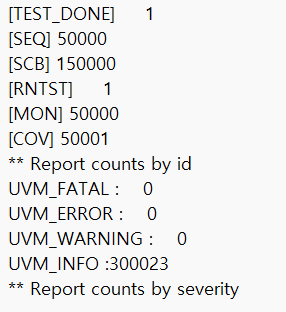 [TEST_DONE]      1
[SEQ] 50000
[SCB] 150000
[RNTST]      1
[MON] 50000
[COV] 50001
** Report counts by id
UVM_FATAL :    0
UVM_ERROR :    0
UVM_WARNING :    0
UVM_INFO :300023
** Report counts by severity